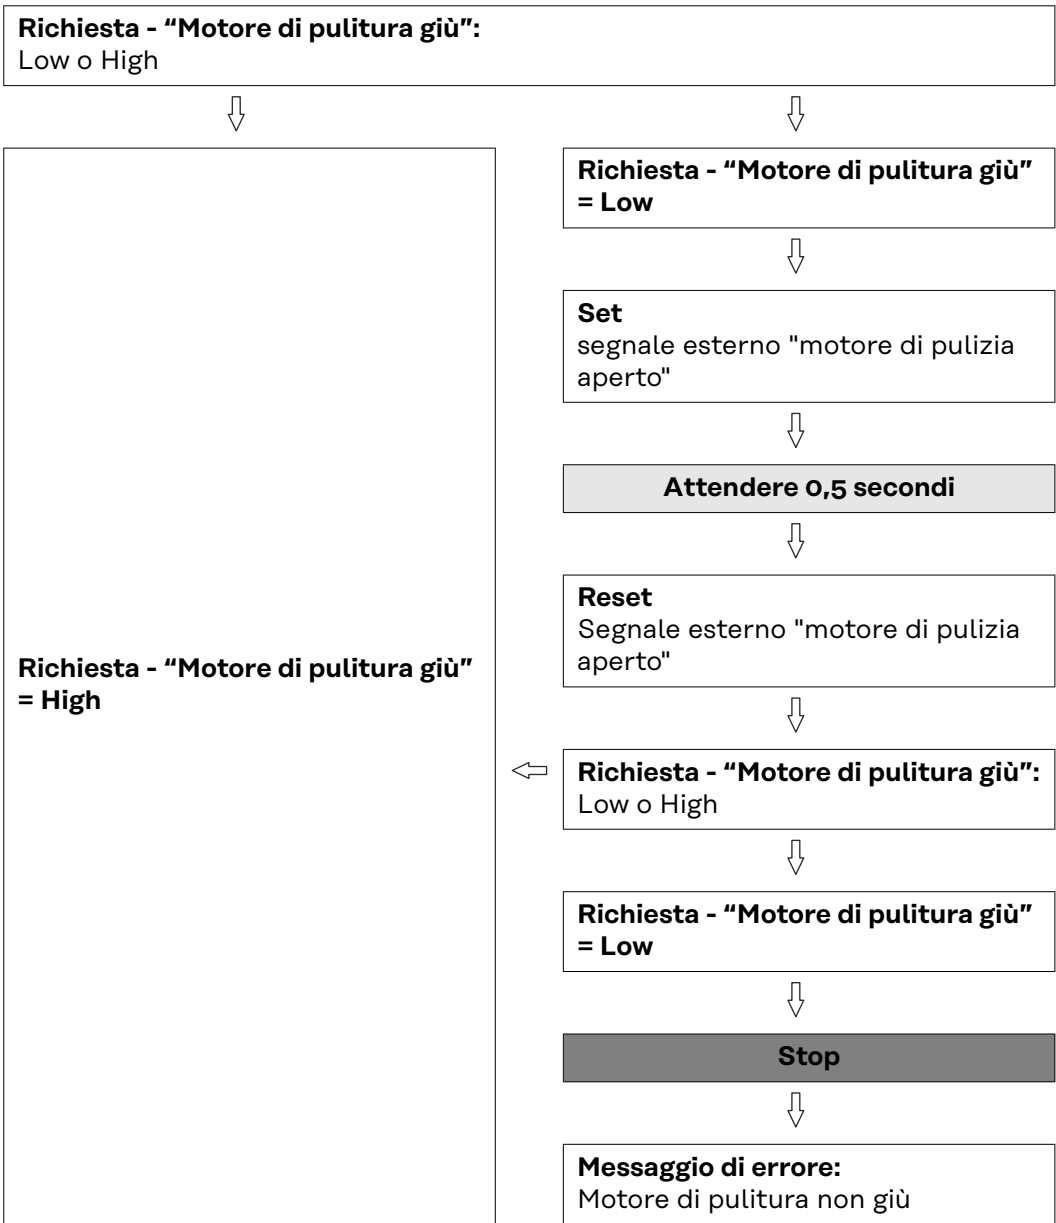 Richiesta - “Motore di pulitura giù”:
Low o High
Richiesta - “Motore di pulitura giù”
= High
Richiesta - “Motore di pulitura giù”
= Low
Set
segnale esterno "motore di pulizia
aperto"
Attendere 0,5 secondi
Reset
Segnale esterno "motore di pulizia
aperto"
Richiesta - “Motore di pulitura giù”:
Low o High
Richiesta - “Motore di pulitura giù”
= Low
Stop
Messaggio di errore:
Motore di pulitura non giù